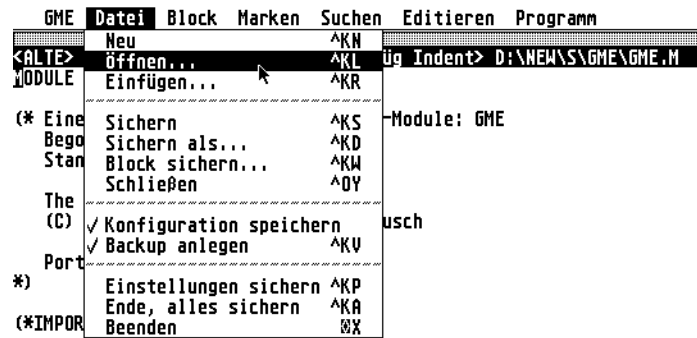 GME Datei Block Marken Suchen Editieren Programm
Neu ^KN
<ALTE> Öffnen... ^KL üg Indent> D:\NEW\S\GME\GME.M
MODULE Einfügen... ^KR
(* Eine Sichern ^KS -Module: GME
Bego Sichern als... ^KD
Stan Block sichern... ^KW
Schließen ^OY
The
(C) √ Konfiguration speichern usch
√ Backup anlegen ^KV
Port
*) Einstellungen sichern ^KP
Ende, alles sichern ^KA
(*IMPOR Beenden X